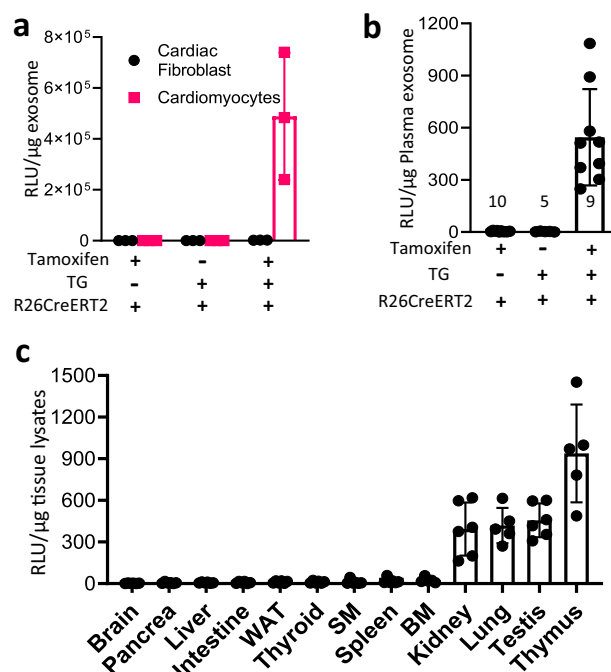 a
RLU/µg exosome
8×10⁵
6×10⁵
4×10⁵
2×10⁵
0
Cardiac
Fibroblast
Cardiomyocytes
Tamoxifen + - +
TG - + +
R26CreERT2 + + +
b
RLU/µg Plasma exosome
1200
900
600
300
0
10 5 9
Tamoxifen + - +
TG - + +
R26CreERT2 + + +
c
RLU/µg tissue lysates
1500
1200
900
600
300
0
Brain
Pancrea
Liver
Intestine
WAT
Thyroid
SM
Spleen
BM
Kidney
Lung
Testis
Thymus